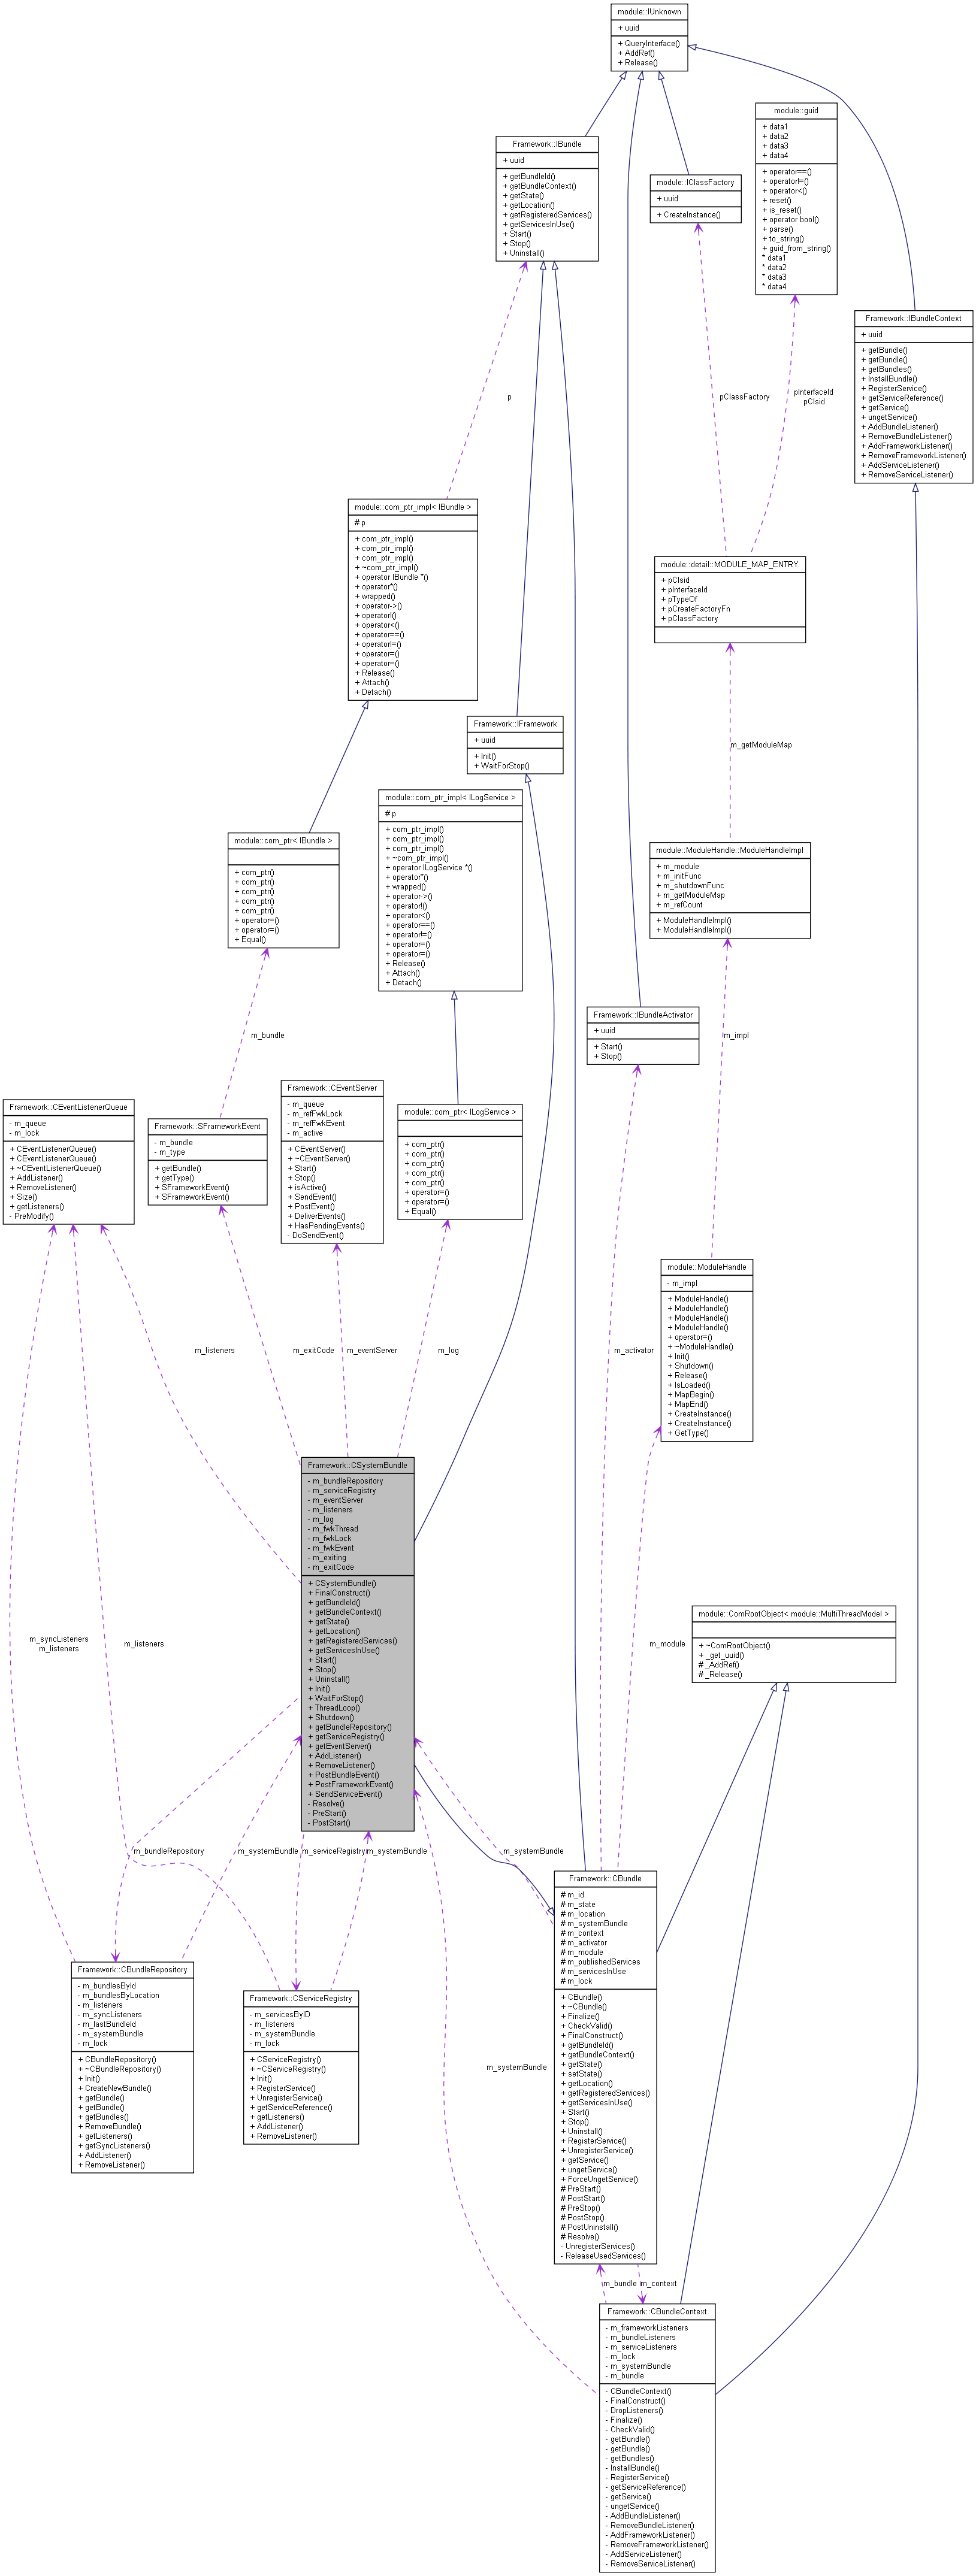 module::IUnknown
+ uuid
+ QueryInterface()
+ AddRef()
+ Release()
module::guid
+ data1
+ data2
+ data3
+ data4
+ operator==()
+ operator!=()
+ operator<()
+ reset()
+ is_reset()
+ operator bool()
+ parse()
+ to_string()
+ guid_from_string()
* data1
* data2
* data3
* data4
Framework::IBundle
+ uuid
+ getBundleId()
+ getBundleContext()
+ getState()
+ getLocation()
+ getRegisteredServices()
+ getServicesInUse()
+ Start()
+ Stop()
+ Uninstall()
module::IClassFactory
+ uuid
+ CreateInstance()
Framework::IBundleContext
+ uuid
+ getBundle()
+ getBundle()
+ getBundles()
+ InstallBundle()
+ RegisterService()
+ getServiceReference()
+ getService()
+ ungetService()
+ AddBundleListener()
+ RemoveBundleListener()
+ AddFrameworkListener()
+ RemoveFrameworkListener()
+ AddServiceListener()
+ RemoveServiceListener()
p
pClassFactory
pInterfaceId
pClsid
module::com_ptr_impl< IBundle >
# p
+ com_ptr_impl()
+ com_ptr_impl()
+ com_ptr_impl()
+ ~com_ptr_impl()
+ operator IBundle *()
+ operator*()
+ wrapped()
+ operator->()
+ operator!()
+ operator<()
+ operator==()
+ operator!=()
+ operator=()
+ operator=()
+ Release()
+ Attach()
+ Detach()
module::detail::MODULE_MAP_ENTRY
+ pClsid
+ pInterfaceId
+ pTypeOf
+ pCreateFactoryFn
+ pClassFactory
Framework::IFramework
+ uuid
+ Init()
+ WaitForStop()
m_getModuleMap
module::com_ptr_impl< ILogService >
# p
+ com_ptr_impl()
+ com_ptr_impl()
+ com_ptr_impl()
+ ~com_ptr_impl()
+ operator ILogService *()
+ operator*()
+ wrapped()
+ operator->()
+ operator!()
+ operator<()
+ operator==()
+ operator!=()
+ operator=()
+ operator=()
+ Release()
+ Attach()
+ Detach()
module::com_ptr< IBundle >
+ com_ptr()
+ com_ptr()
+ com_ptr()
+ com_ptr()
+ com_ptr()
+ operator=()
+ operator=()
+ Equal()
module::ModuleHandle::ModuleHandleImpl
+ m_module
+ m_initFunc
+ m_shutdownFunc
+ m_getModuleMap
+ m_refCount
+ ModuleHandleImpl()
+ ModuleHandleImpl()
Framework::IBundleActivator
+ uuid
+ Start()
+ Stop()
m_bundle
m_impl
Framework::CEventListenerQueue
- m_queue
- m_lock
+ CEventListenerQueue()
+ CEventListenerQueue()
+ ~CEventListenerQueue()
+ AddListener()
+ RemoveListener()
+ Size()
+ getListeners()
- PreModify()
Framework::SFrameworkEvent
- m_bundle
- m_type
+ getBundle()
+ getType()
+ SFrameworkEvent()
+ SFrameworkEvent()
Framework::CEventServer
- m_queue
- m_refFwkLock
- m_refFwkEvent
- m_active
+ CEventServer()
+ ~CEventServer()
+ Start()
+ Stop()
+ isActive()
+ SendEvent()
+ PostEvent()
+ DeliverEvents()
+ HasPendingEvents()
- DoSendEvent()
module::com_ptr< ILogService >
+ com_ptr()
+ com_ptr()
+ com_ptr()
+ com_ptr()
+ com_ptr()
+ operator=()
+ operator=()
+ Equal()
module::ModuleHandle
- m_impl
+ ModuleHandle()
+ ModuleHandle()
+ ModuleHandle()
+ ModuleHandle()
+ operator=()
+ ~ModuleHandle()
+ Init()
+ Shutdown()
+ Release()
+ IsLoaded()
+ MapBegin()
+ MapEnd()
+ CreateInstance()
+ CreateInstance()
+ GetType()
m_listeners
m_exitCode
m_eventServer
m_log
m_activator
Framework::CSystemBundle
- m_bundleRepository
- m_serviceRegistry
- m_eventServer
- m_listeners
- m_log
- m_fwkThread
- m_fwkLock
- m_fwkEvent
- m_exiting
- m_exitCode
+ CSystemBundle()
+ FinalConstruct()
+ getBundleId()
+ getBundleContext()
+ getState()
+ getLocation()
+ getRegisteredServices()
+ getServicesInUse()
+ Start()
+ Stop()
+ Uninstall()
+ Init()
+ WaitForStop()
+ ThreadLoop()
+ Shutdown()
+ getBundleRepository()
+ getServiceRegistry()
+ getEventServer()
+ AddListener()
+ RemoveListener()
+ PostBundleEvent()
+ PostFrameworkEvent()
+ SendServiceEvent()
- Resolve()
- PreStart()
- PostStart()
m_syncListeners
m_listeners
m_listeners
m_module
module::ComRootObject< module::MultiThreadModel >
+ ~ComRootObject()
+ _get_uuid()
# _AddRef()
# _Release()
m_bundleRepository
m_systemBundle
m_serviceRegistry
m_systemBundle
m_systemBundle
Framework::CBundle
# m_id
# m_state
# m_location
# m_systemBundle
# m_context
# m_activator
# m_module
# m_publishedServices
# m_servicesInUse
# m_lock
+ CBundle()
+ ~CBundle()
+ Finalize()
+ CheckValid()
+ FinalConstruct()
+ getBundleId()
+ getBundleContext()
+ getState()
+ setState()
+ getLocation()
+ getRegisteredServices()
+ getServicesInUse()
+ Start()
+ Stop()
+ Uninstall()
+ RegisterService()
+ UnregisterService()
+ getService()
+ ungetService()
+ ForceUngetService()
# PreStart()
# PostStart()
# PreStop()
# PostStop()
# PostUninstall()
# Resolve()
- UnregisterServices()
- ReleaseUsedServices()
Framework::CBundleRepository
- m_bundlesById
- m_bundlesByLocation
- m_listeners
- m_syncListeners
- m_lastBundleId
- m_systemBundle
- m_lock
+ CBundleRepository()
+ ~CBundleRepository()
+ Init()
+ CreateNewBundle()
+ getBundle()
+ getBundle()
+ getBundles()
+ RemoveBundle()
+ getListeners()
+ getSyncListeners()
+ AddListener()
+ RemoveListener()
Framework::CServiceRegistry
- m_servicesByID
- m_listeners
- m_systemBundle
- m_lock
+ CServiceRegistry()
+ ~CServiceRegistry()
+ Init()
+ RegisterService()
+ UnregisterService()
+ getServiceReference()
+ getListeners()
+ AddListener()
+ RemoveListener()
m_systemBundle
m_bundle
m_context
Framework::CBundleContext
- m_frameworkListeners
- m_bundleListeners
- m_serviceListeners
- m_lock
- m_systemBundle
- m_bundle
- CBundleContext()
- FinalConstruct()
- DropListeners()
- Finalize()
- CheckValid()
- getBundle()
- getBundle()
- getBundles()
- InstallBundle()
- RegisterService()
- getServiceReference()
- getService()
- ungetService()
- AddBundleListener()
- RemoveBundleListener()
- AddFrameworkListener()
- RemoveFrameworkListener()
- AddServiceListener()
- RemoveServiceListener()